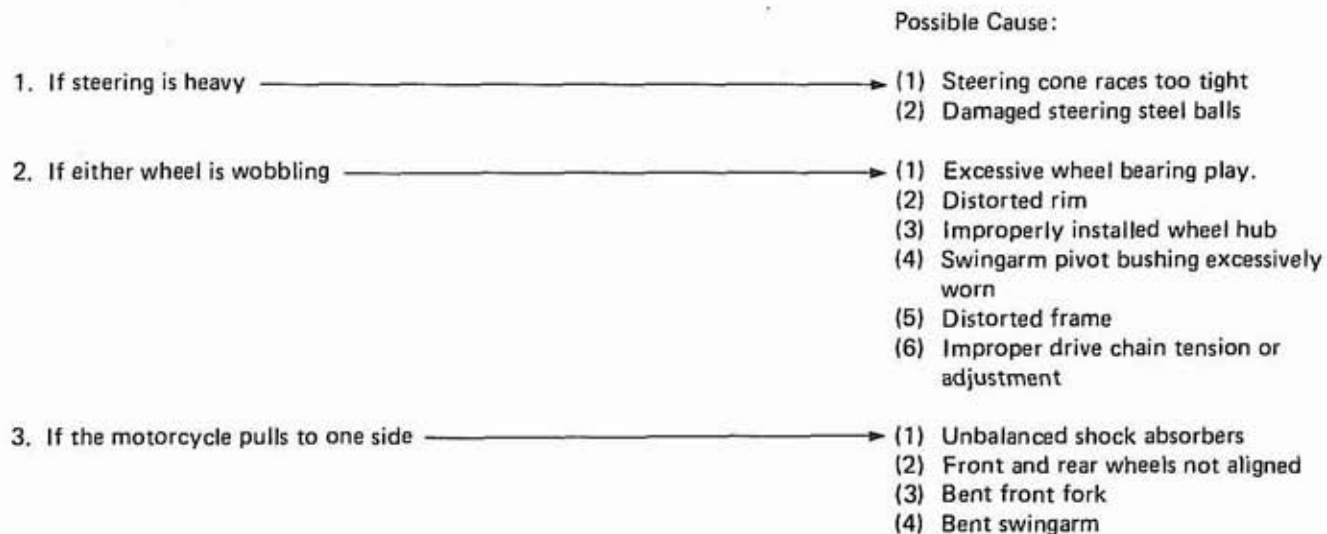 Possible Cause:
1. If steering is heavy
(1) Steering cone races too tight
(2) Damaged steering steel balls
2. If either wheel is wobbling
(1) Excessive wheel bearing play.
(2) Distorted rim
(3) Improperly installed wheel hub
(4) Swingarm pivot bushing excessively
worn
(5) Distorted frame
(6) Improper drive chain tension or
adjustment
3. If the motorcycle pulls to one side
(1) Unbalanced shock absorbers
(2) Front and rear wheels not aligned
(3) Bent front fork
(4) Bent swingarm